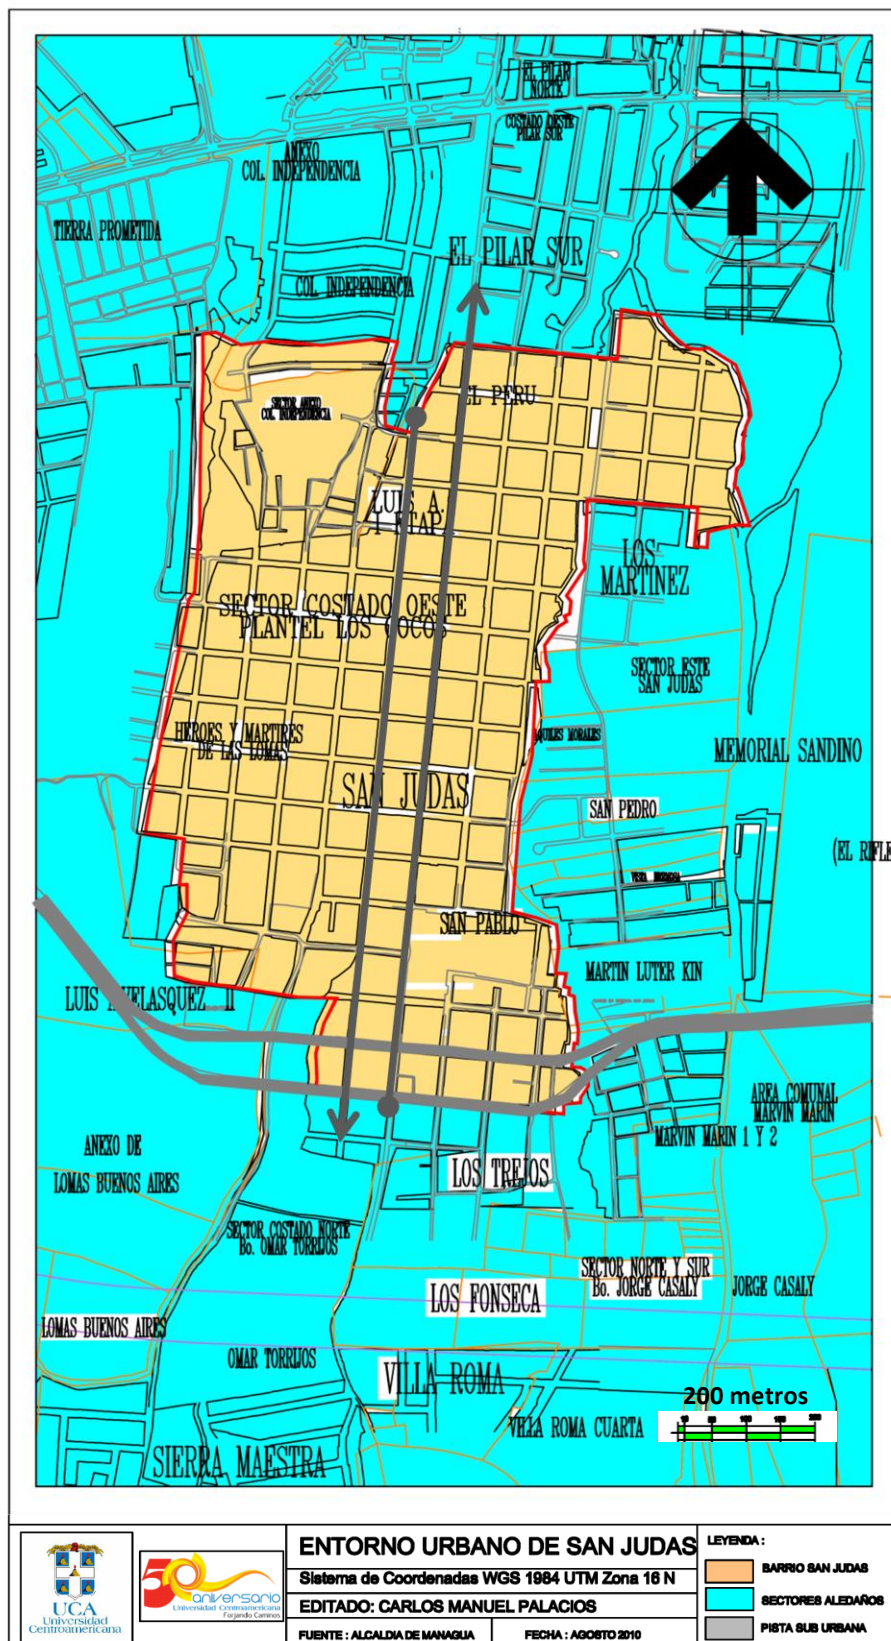 EL PILAR
NORTE
COSTADO OESTE
PILAR SUR
ANEXO
COL. INDEPENDENCIA
TIERRA PROMETIDA
EL PILAR SUR
COL. INDEPENDENCIA
EL PERU
COL. INDEPENDENCIA
LUIS A.
I ETAP
LOS
MARTINEZ
SECTOR COSTADO OESTE
PLANTEL LOS COCOS
SECTOR ESTE
SAN JUDAS
HEROES Y MARTIRES
DE LAS LOMAS
MORALES
MEMORIAL SANDINO
SAN JUDAS
SAN PEDRO
(EL RIFLE
SAN PABLO
MARTIN LUTER KIN
LUIS A VELASQUEZ II
AREA COMUNAL
MARVIN MARIN
MARVIN MARIN 1 Y 2
ANEXO DE
LOMAS BUENOS AIRES
LOS TREJOS
SECTOR COSTADO NORTE
Bo. OMAR TORRIJOS
SECTOR NORTE Y SUR
Bo. JORGE CASALY
JORGE CASALY
LOS FONSECA
LOMAS BUENOS AIRES
OMAR TORRIJOS
VILLA ROMA
200 metros
VILLA ROMA CUARTA
SIERRA MAESTRA
UCA
Universidad
Centroamericana
50 aniversario
Universidad Centroamericana
Forjando Caminos
ENTORNO URBANO DE SAN JUDAS
Sistema de Coordenadas WGS 1984 UTM Zona 16 N
EDITADO: CARLOS MANUEL PALACIOS
FUENTE : ALCALDIA DE MANAGUA
FECHA : AGOSTO 2010
LEYENDA :
BARRIO SAN JUDAS
SECTORES ALEDAÑOS
PISTA SUB URBANA